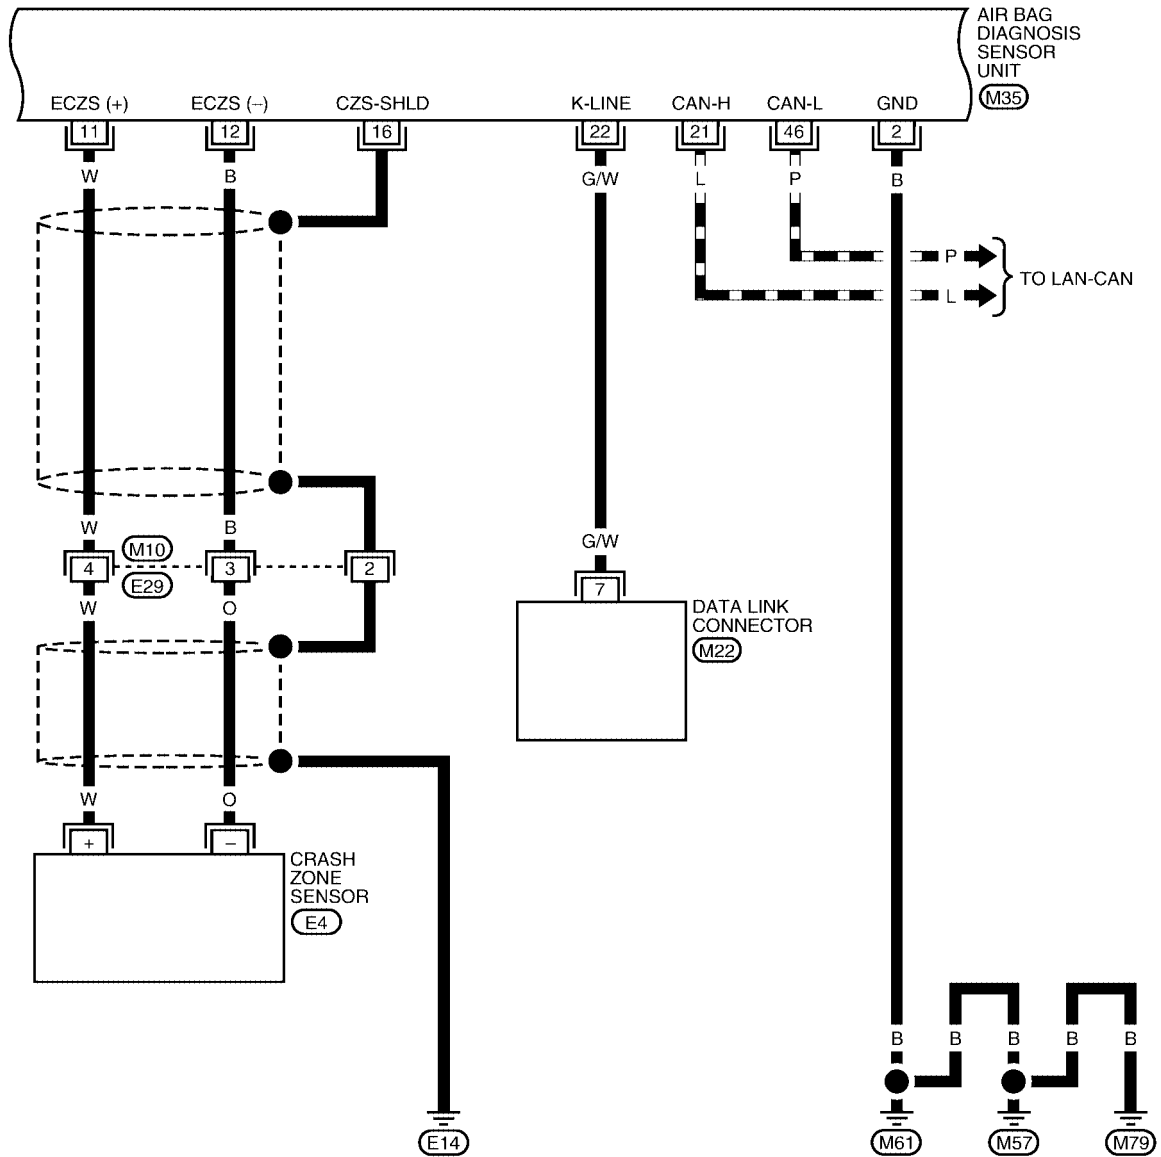 AIR BAG
DIAGNOSIS
SENSOR
UNIT
M35
ECZS (+) ECZS (–) CZS-SHLD K-LINE CAN-H CAN-L GND
11 12 16 22 21 46 2
W B G/W L P B
P
TO LAN-CAN
L
W B G/W
M10
4 3 2
E29
7
W O
DATA LINK
CONNECTOR
M22
W O
+ –
CRASH
ZONE
SENSOR
E4
B B B B B
E14 M61 M57 M79